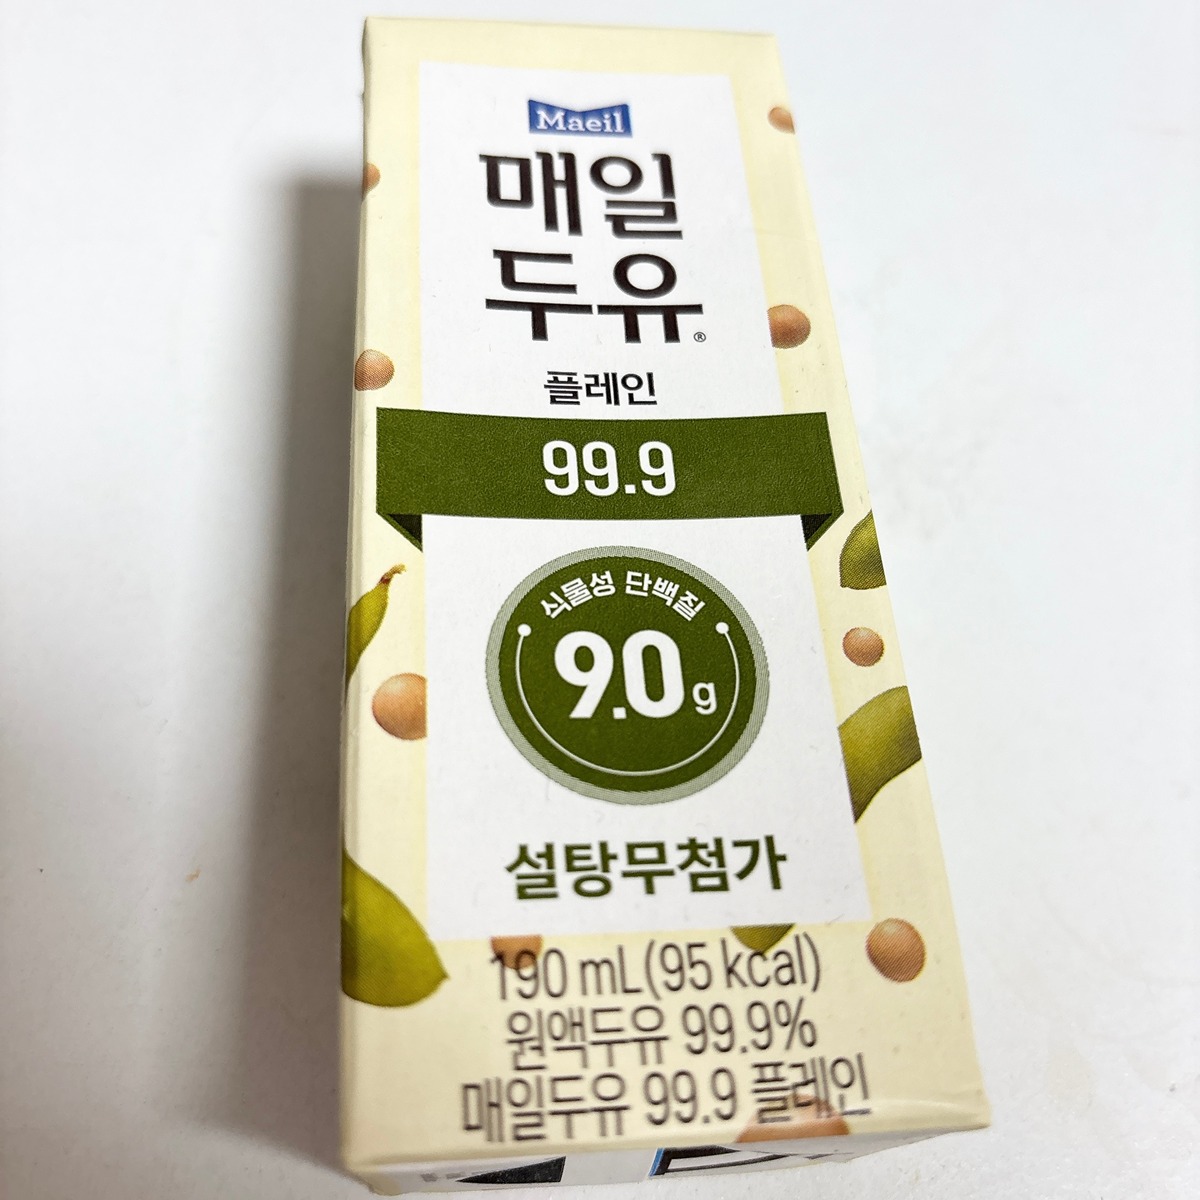 Maeil
매일
두유®
플레인
99.9
식물성 단백질
9.0 g
설탕무첨가
190 mL(95 kcal)
원액두유 99.9%
매일두유 99.9 플레인